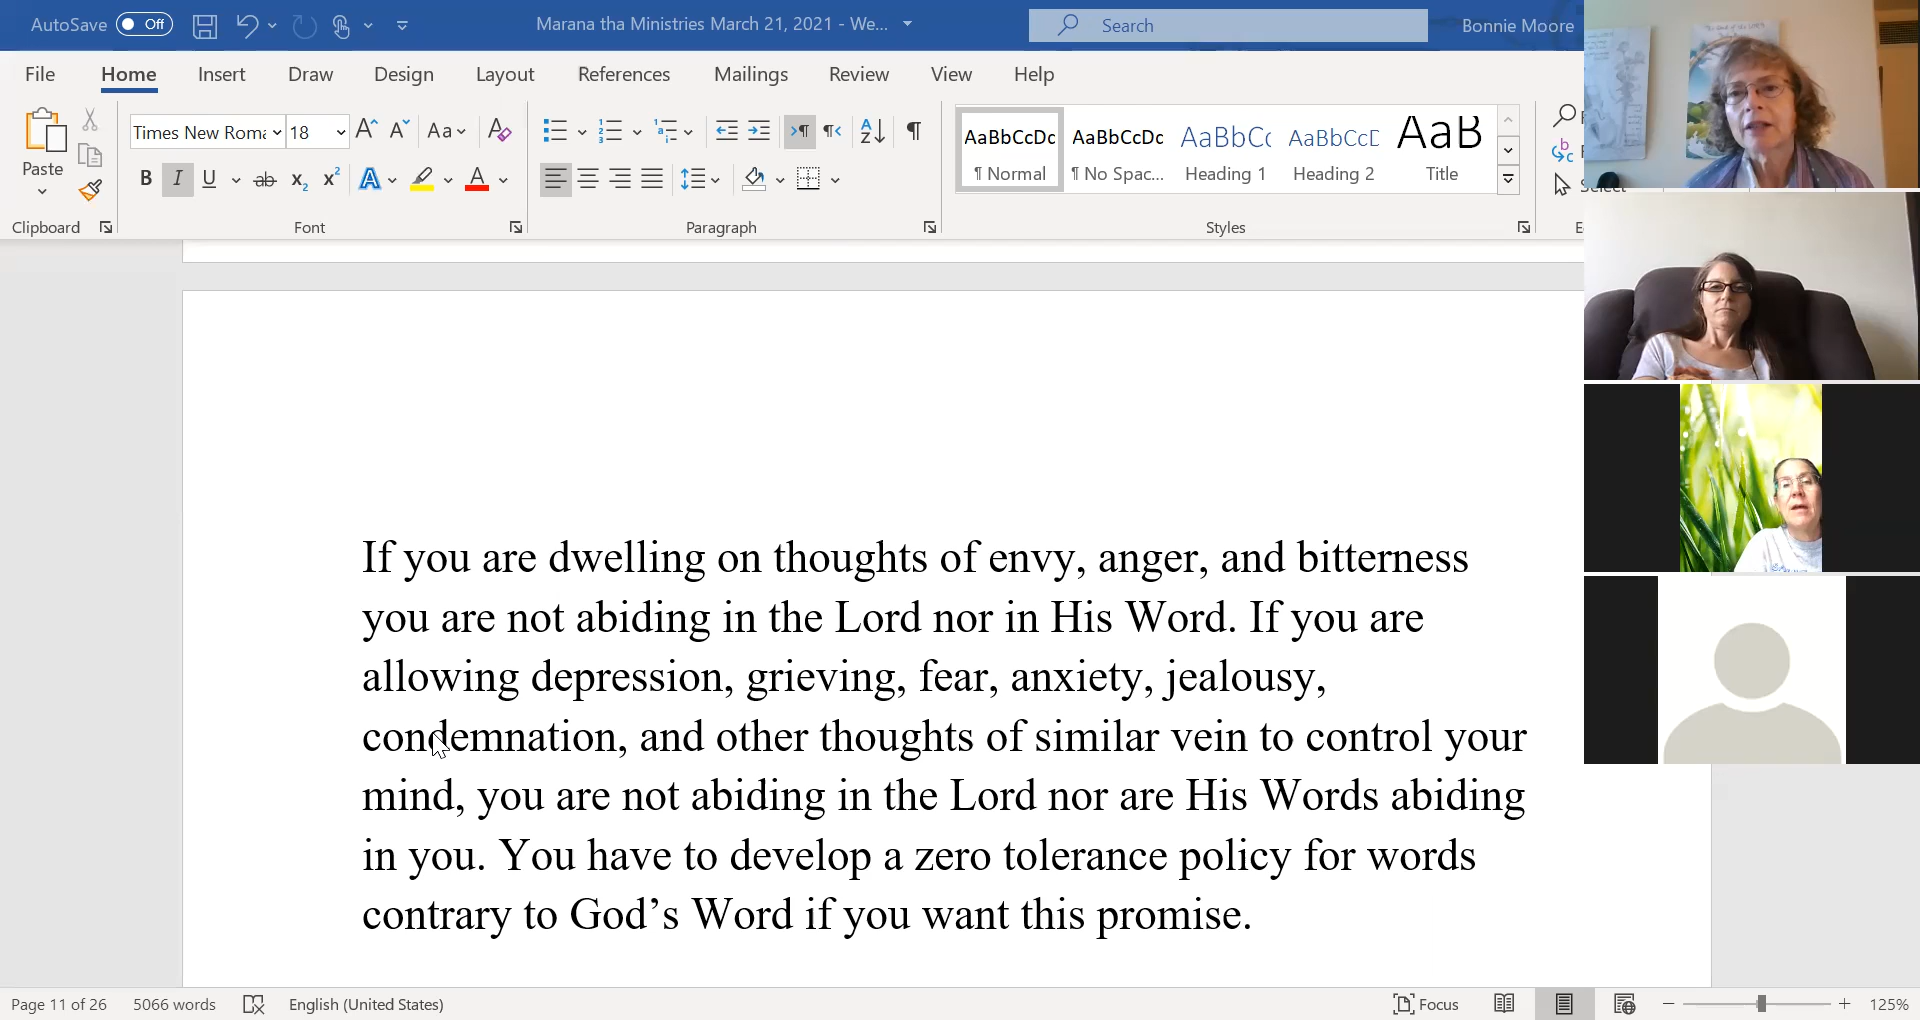 AutoSave Off Marana tha Ministries March 21, 2021 - We... Search Bonnie Moore
File Home Insert Draw Design Layout References Mailings Review View Help
Times New Roma 18 Aa AaBbCcDc AaBbCcDc AaBbCc AaBbCcD AaB
Paste B I U ab x2 x2 A A ¶ Normal ¶ No Spac... Heading 1 Heading 2 Title Select
Clipboard Font Paragraph Styles
If you are dwelling on thoughts of envy, anger, and bitterness
you are not abiding in the Lord nor in His Word. If you are
allowing depression, grieving, fear, anxiety, jealousy,
condemnation, and other thoughts of similar vein to control your
mind, you are not abiding in the Lord nor are His Words abiding
in you. You have to develop a zero tolerance policy for words
contrary to God’s Word if you want this promise.
Page 11 of 26 5066 words English (United States) Focus 125%